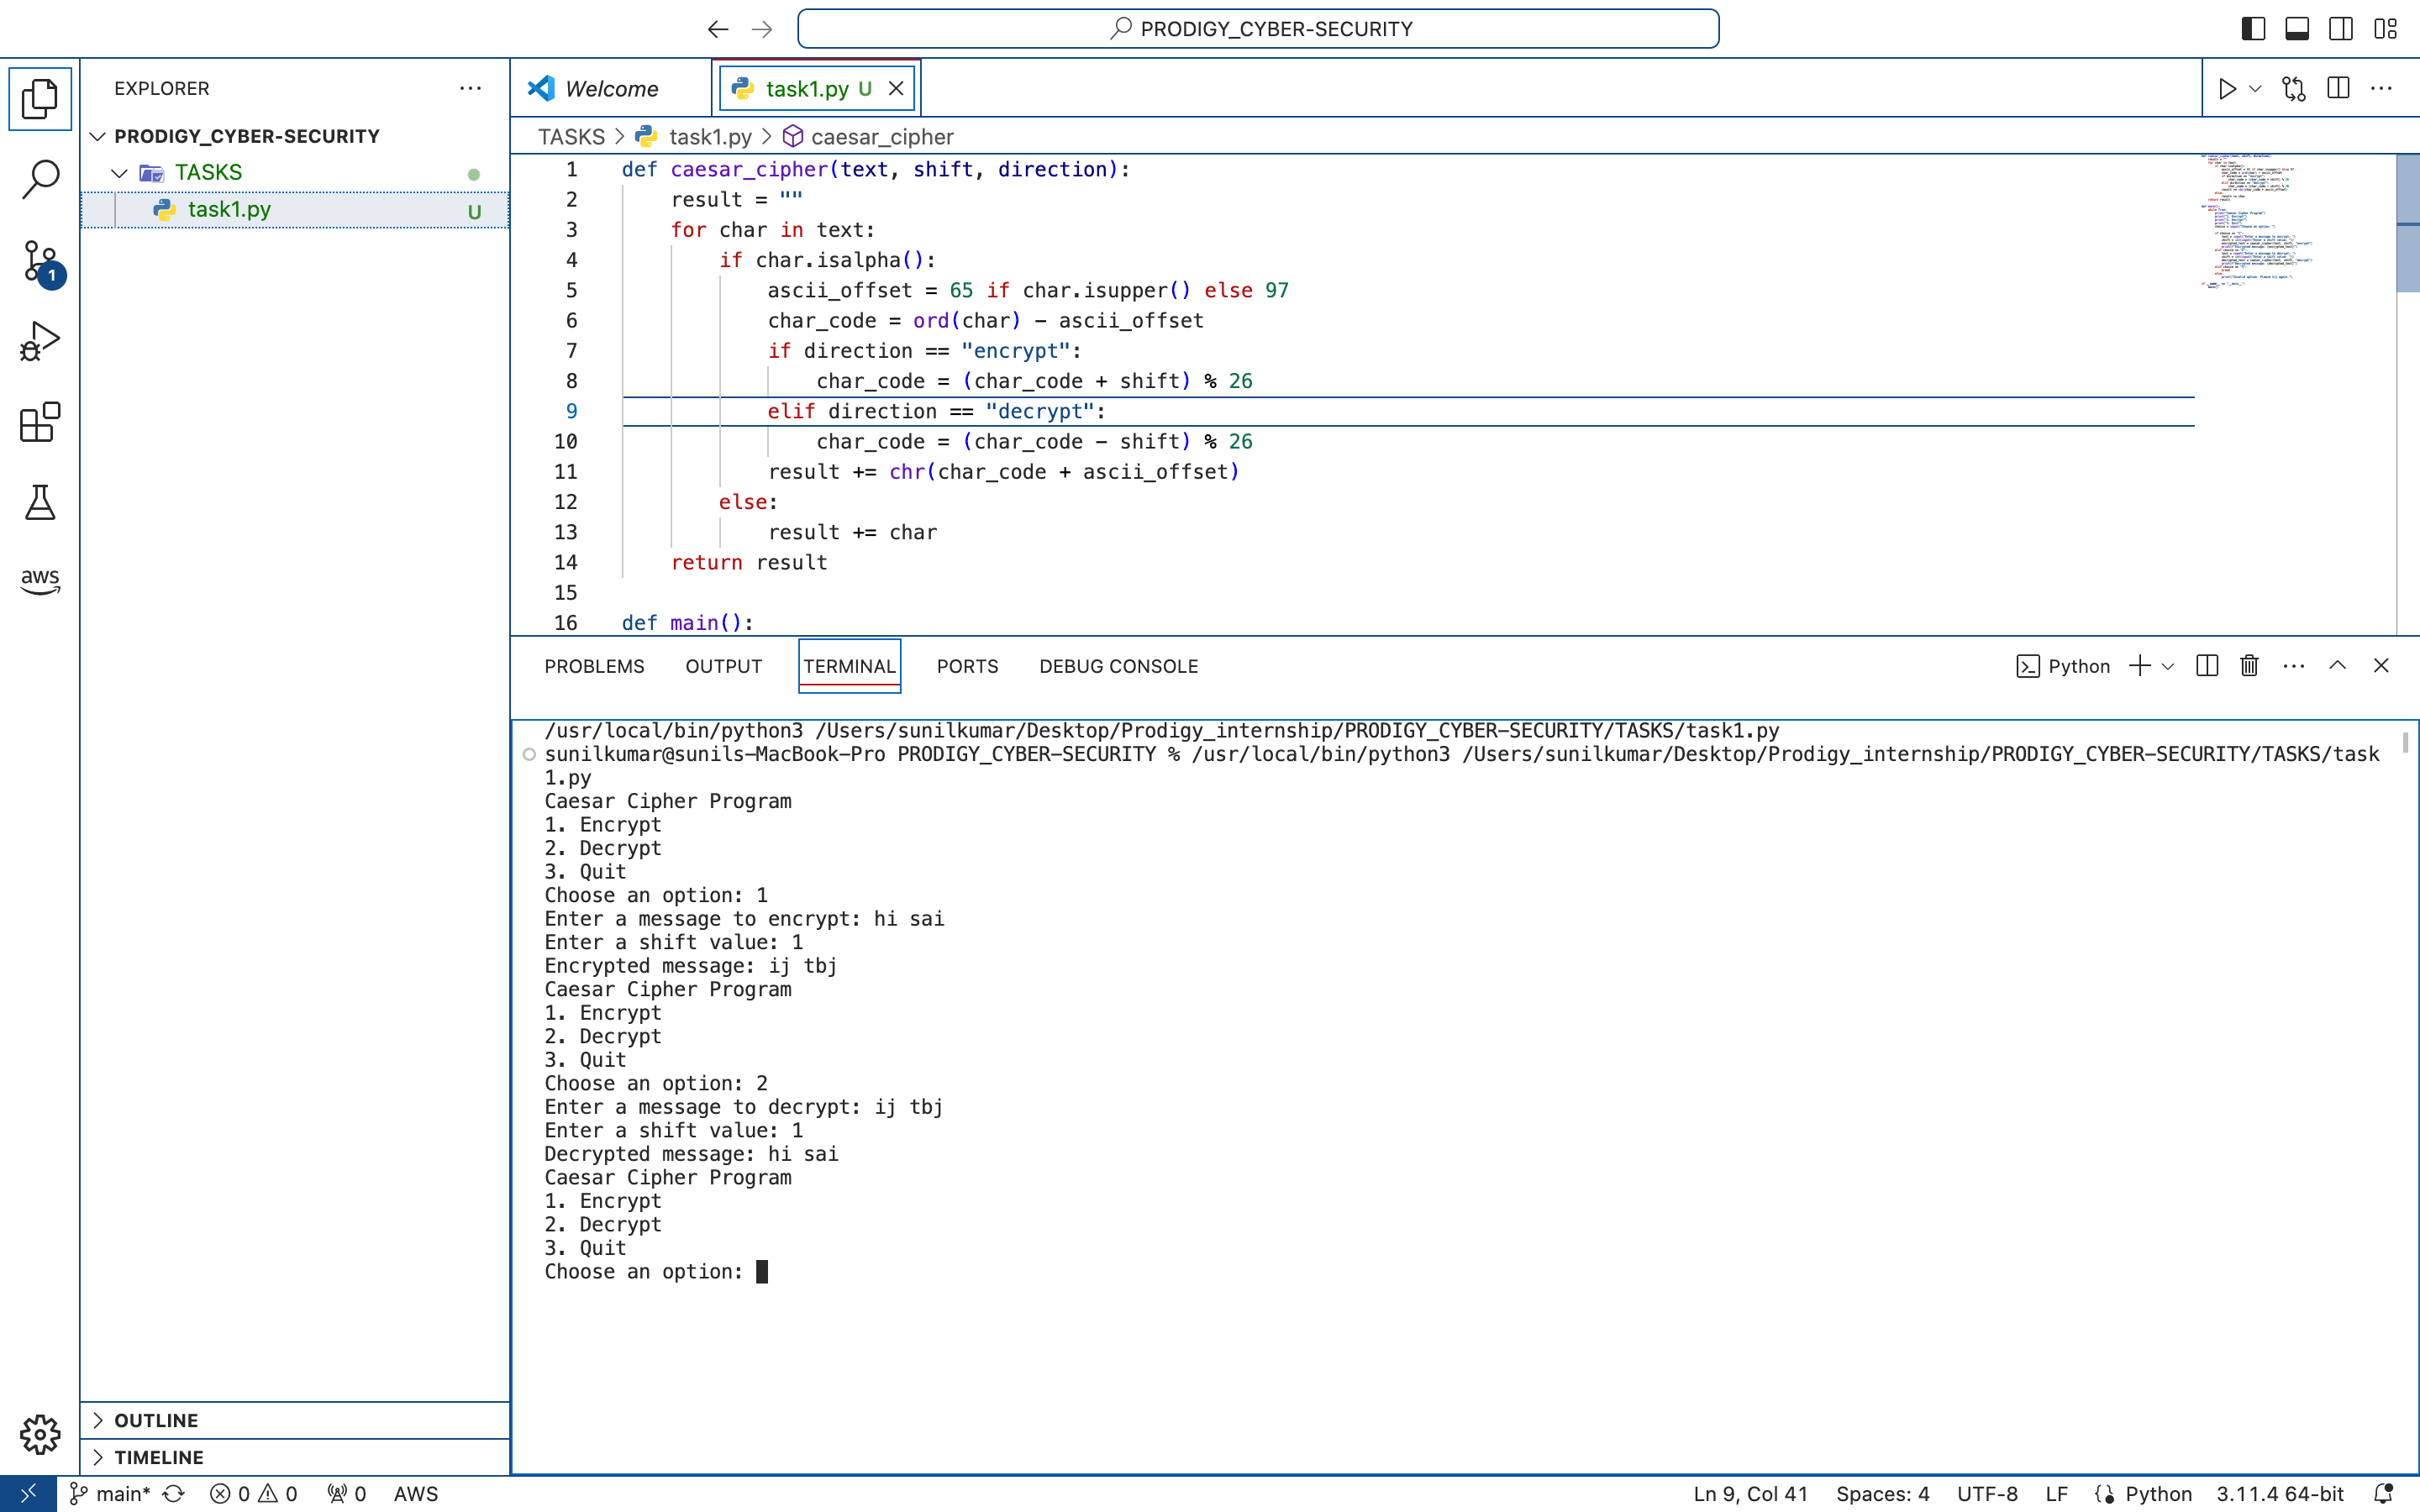 PRODIGY_CYBER-SECURITY
EXPLORER
PRODIGY_CYBER-SECURITY
TASKS
task1.py U
1
aws
OUTLINE
TIMELINE
Welcome
task1.py U
TASKS > task1.py > caesar_cipher
1 def caesar_cipher(text, shift, direction):
2     result = ""
3     for char in text:
4         if char.isalpha():
5             ascii_offset = 65 if char.isupper() else 97
6             char_code = ord(char) - ascii_offset
7             if direction == "encrypt":
8                 char_code = (char_code + shift) % 26
9             elif direction == "decrypt":
10                 char_code = (char_code - shift) % 26
11             result += chr(char_code + ascii_offset)
12         else:
13             result += char
14     return result
15
16 def main():
PROBLEMS OUTPUT TERMINAL PORTS DEBUG CONSOLE Python
/usr/local/bin/python3 /Users/sunilkumar/Desktop/Prodigy_internship/PRODIGY_CYBER-SECURITY/TASKS/task1.py
sunilkumar@sunils-MacBook-Pro PRODIGY_CYBER-SECURITY % /usr/local/bin/python3 /Users/sunilkumar/Desktop/Prodigy_internship/PRODIGY_CYBER-SECURITY/TASKS/task
1.py
Caesar Cipher Program
1. Encrypt
2. Decrypt
3. Quit
Choose an option: 1
Enter a message to encrypt: hi sai
Enter a shift value: 1
Encrypted message: ij tbj
Caesar Cipher Program
1. Encrypt
2. Decrypt
3. Quit
Choose an option: 2
Enter a message to decrypt: ij tbj
Enter a shift value: 1
Decrypted message: hi sai
Caesar Cipher Program
1. Encrypt
2. Decrypt
3. Quit
Choose an option:
main* 0 0 0 AWS Ln 9, Col 41 Spaces: 4 UTF-8 LF Python 3.11.4 64-bit